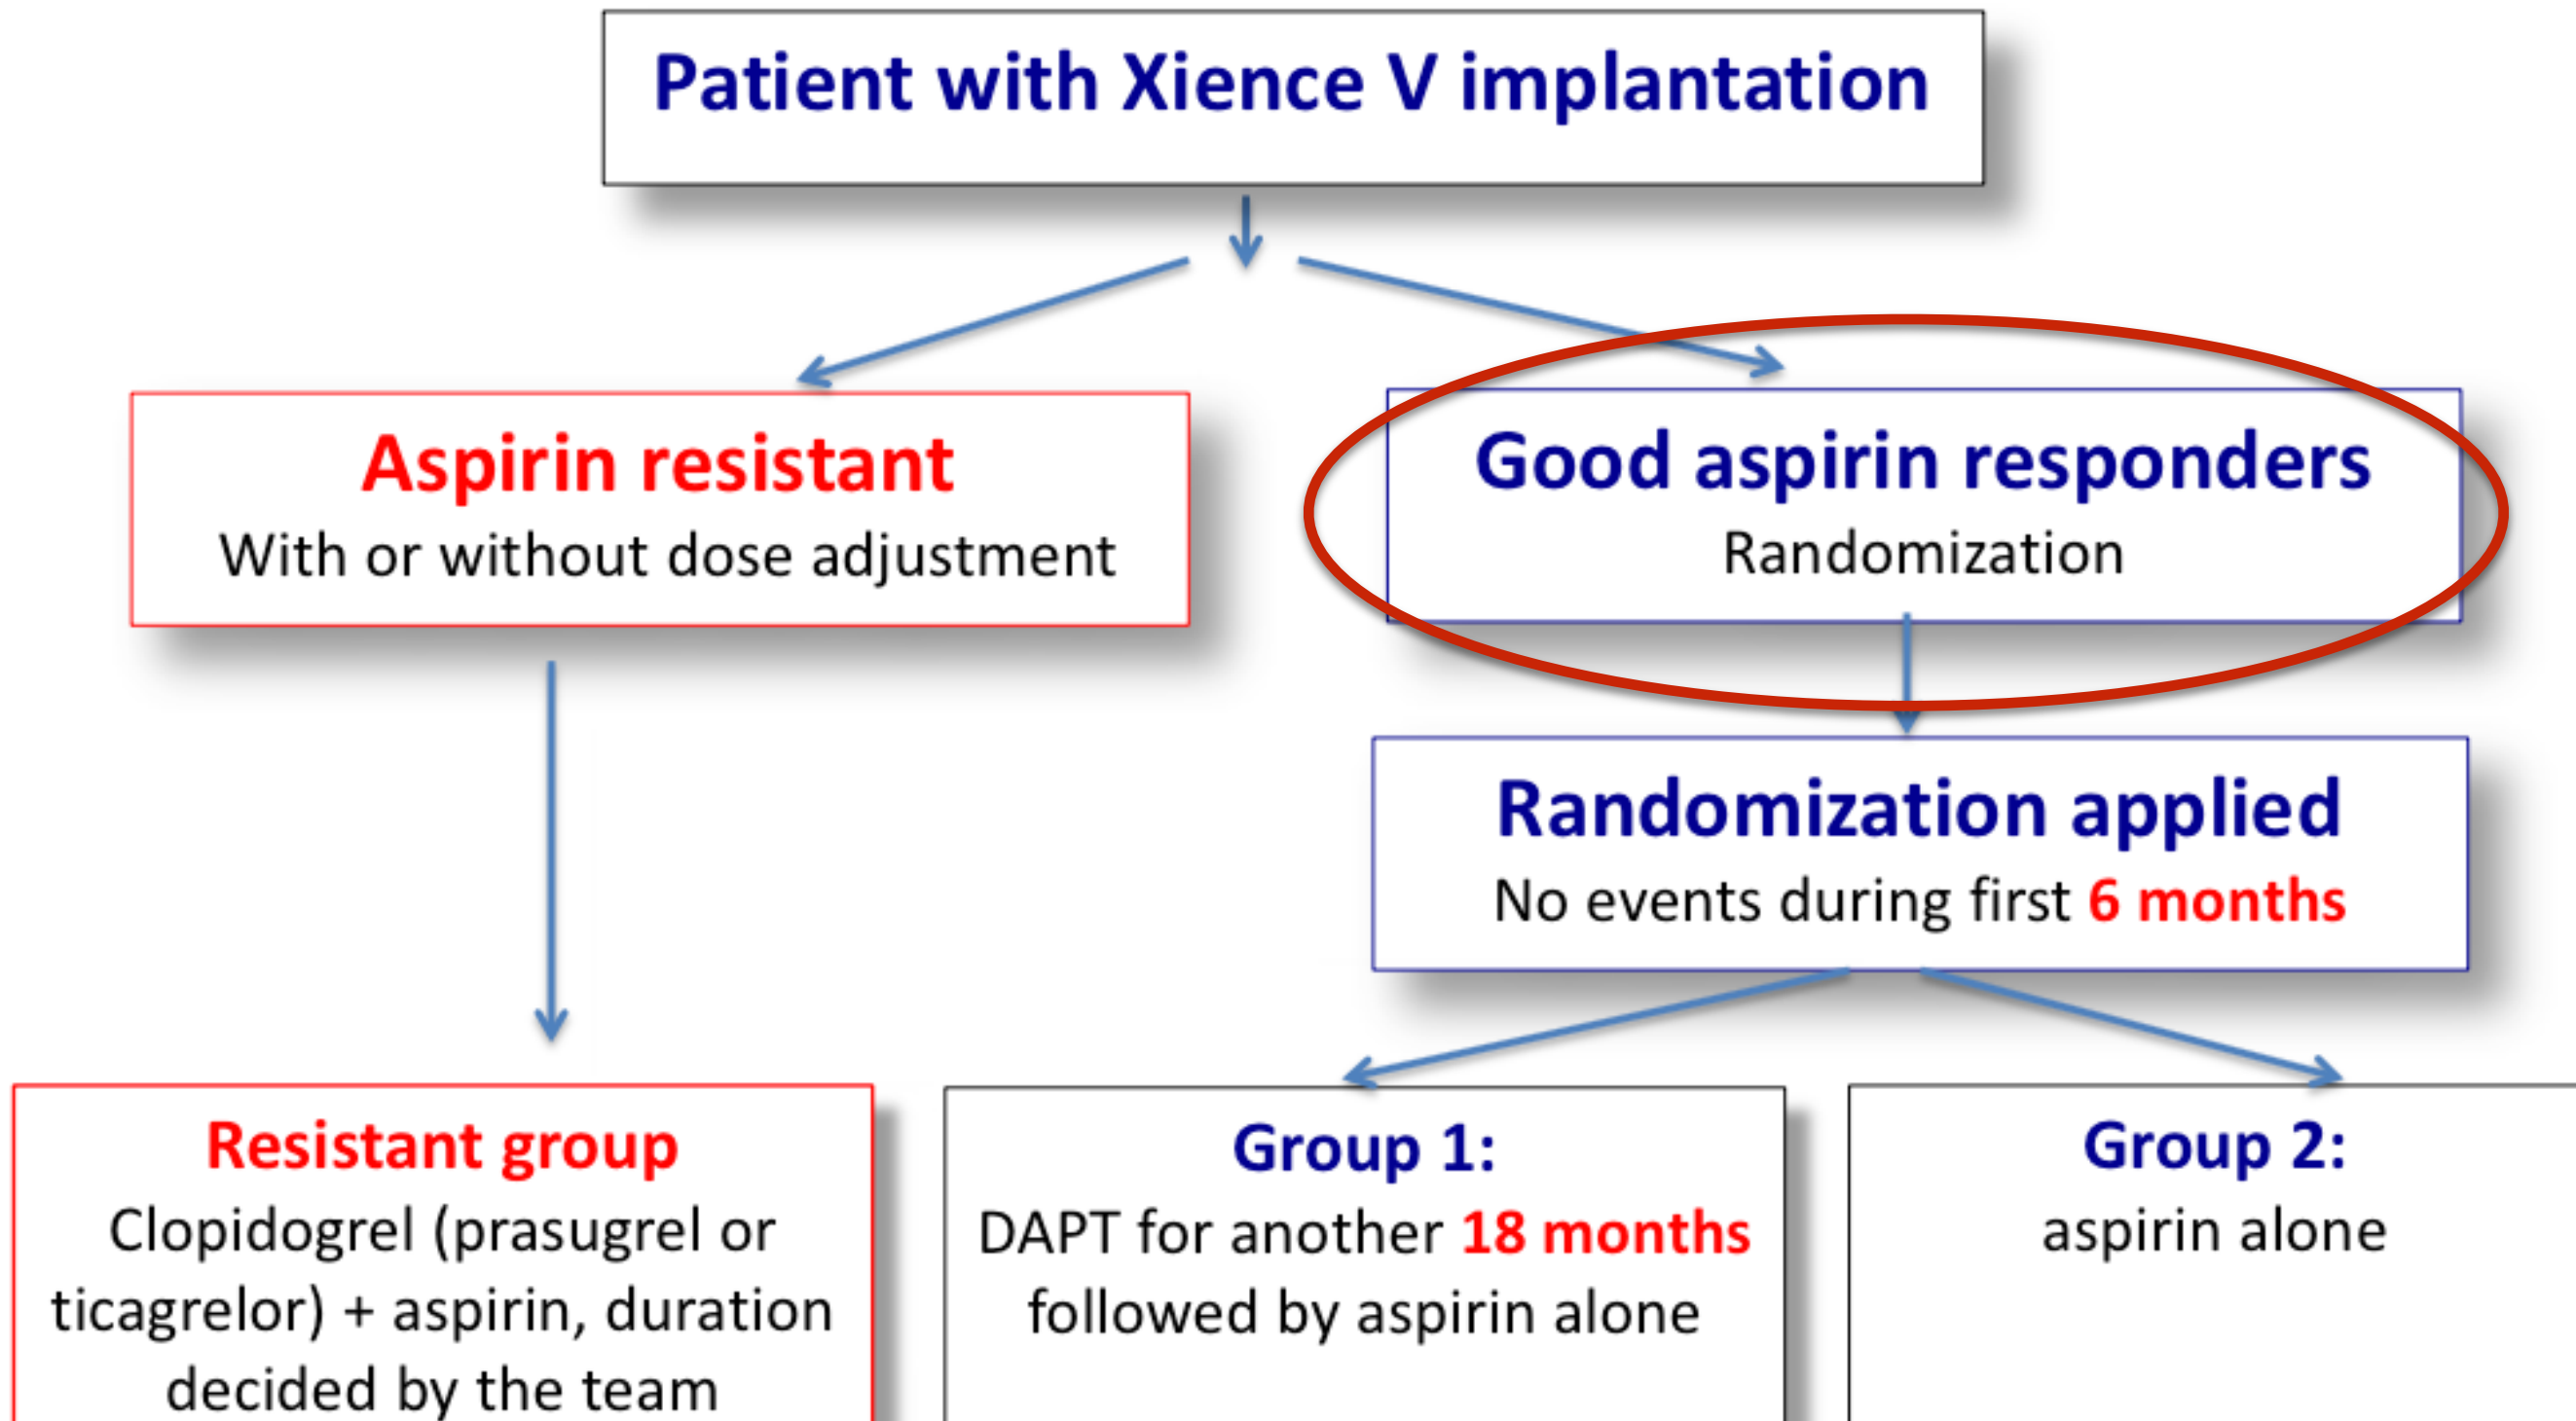 Patient with Xience V implantation
Aspirin resistant
With or without dose adjustment
Good aspirin responders
Randomization
Randomization applied
No events during first 6 months
Resistant group
Clopidogrel (prasugrel or
ticagrelor) + aspirin, duration
decided by the team
Group 1:
DAPT for another 18 months
followed by aspirin alone
Group 2:
aspirin alone